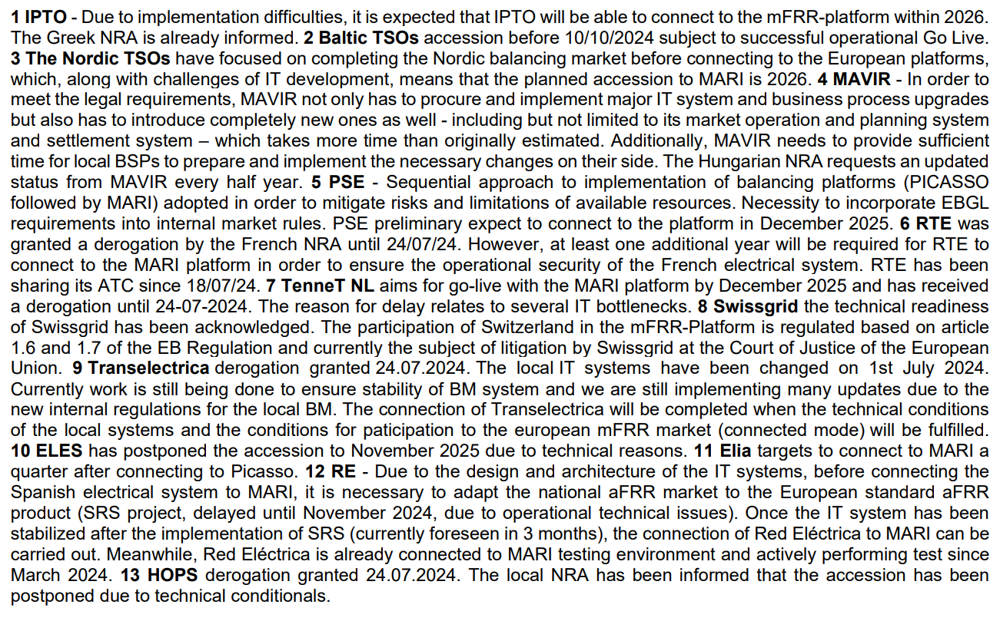 1 IPTO - Due to implementation difficulties, it is expected that IPTO will be able to connect to the mFRR-platform within 2026.
The Greek NRA is already informed. 2 Baltic TSOs accession before 10/10/2024 subject to successful operational Go Live.
3 The Nordic TSOs have focused on completing the Nordic balancing market before connecting to the European platforms,
which, along with challenges of IT development, means that the planned accession to MARI is 2026. 4 MAVIR - In order to
meet the legal requirements, MAVIR not only has to procure and implement major IT system and business process upgrades
but also has to introduce completely new ones as well - including but not limited to its market operation and planning system
and settlement system – which takes more time than originally estimated. Additionally, MAVIR needs to provide sufficient
time for local BSPs to prepare and implement the necessary changes on their side. The Hungarian NRA requests an updated
status from MAVIR every half year. 5 PSE - Sequential approach to implementation of balancing platforms (PICASSO
followed by MARI) adopted in order to mitigate risks and limitations of available resources. Necessity to incorporate EBGL
requirements into internal market rules. PSE preliminary expect to connect to the platform in December 2025. 6 RTE was
granted a derogation by the French NRA until 24/07/24. However, at least one additional year will be required for RTE to
connect to the MARI platform in order to ensure the operational security of the French electrical system. RTE has been
sharing its ATC since 18/07/24. 7 TenneT NL aims for go-live with the MARI platform by December 2025 and has received
a derogation until 24-07-2024. The reason for delay relates to several IT bottlenecks. 8 Swissgrid the technical readiness
of Swissgrid has been acknowledged. The participation of Switzerland in the mFRR-Platform is regulated based on article
1.6 and 1.7 of the EB Regulation and currently the subject of litigation by Swissgrid at the Court of Justice of the European
Union. 9 Transelectrica derogation granted 24.07.2024. The local IT systems have been changed on 1st July 2024.
Currently work is still being done to ensure stability of BM system and we are still implementing many updates due to the
new internal regulations for the local BM. The connection of Transelectrica will be completed when the technical conditions
of the local systems and the conditions for paticipation to the european mFRR market (connected mode) will be fulfilled.
10 ELES has postponed the accession to November 2025 due to technical reasons. 11 Elia targets to connect to MARI a
quarter after connecting to Picasso. 12 RE - Due to the design and architecture of the IT systems, before connecting the
Spanish electrical system to MARI, it is necessary to adapt the national aFRR market to the European standard aFRR
product (SRS project, delayed until November 2024, due to operational technical issues). Once the IT system has been
stabilized after the implementation of SRS (currently foreseen in 3 months), the connection of Red Eléctrica to MARI can be
carried out. Meanwhile, Red Eléctrica is already connected to MARI testing environment and actively performing test since
March 2024. 13 HOPS derogation granted 24.07.2024. The local NRA has been informed that the accession has been
postponed due to technical conditionals.